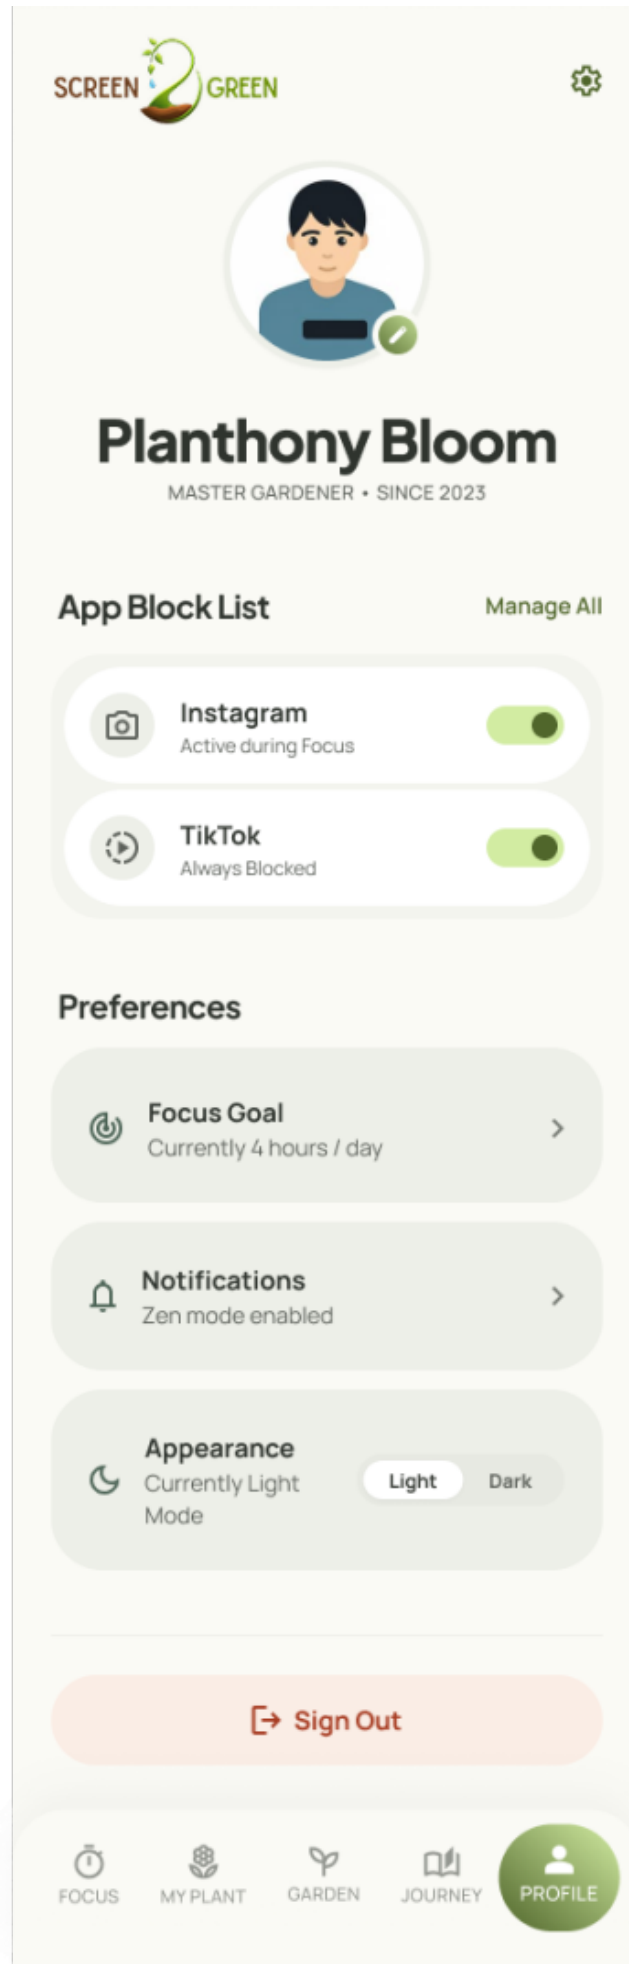 SCREEN 2 GREEN
Planthony Bloom
MASTER GARDENER • SINCE 2023
App Block List
Manage All
Instagram
Active during Focus
TikTok
Always Blocked
Preferences
Focus Goal
Currently 4 hours / day
Notifications
Zen mode enabled
Appearance
Currently Light
Mode
Light
Dark
Sign Out
FOCUS
MY PLANT
GARDEN
JOURNEY
PROFILE